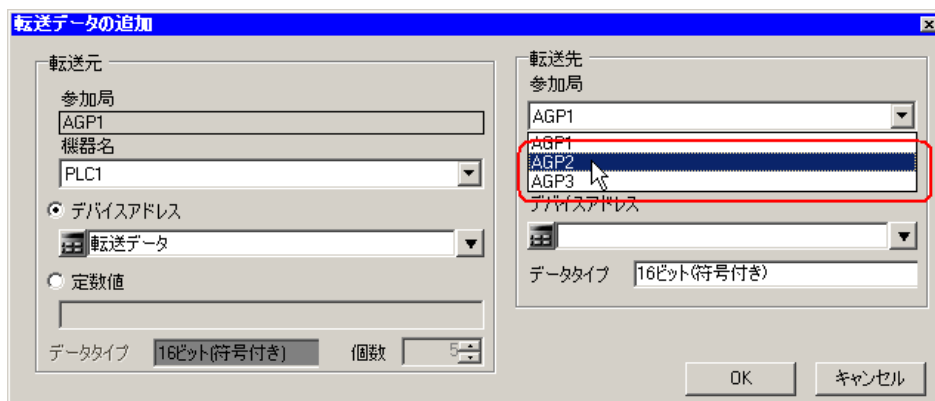 転送データの追加
転送元
参加局
AGP1
機器名
PLC1
デバイスアドレス
転送データ
定数値
データタイプ 16ビット(符号付き) 個数 5
転送先
参加局
AGP1
AGP1
AGP2
AGP3
デバイスアドレス
データタイプ 16ビット(符号付き)
OK キャンセル